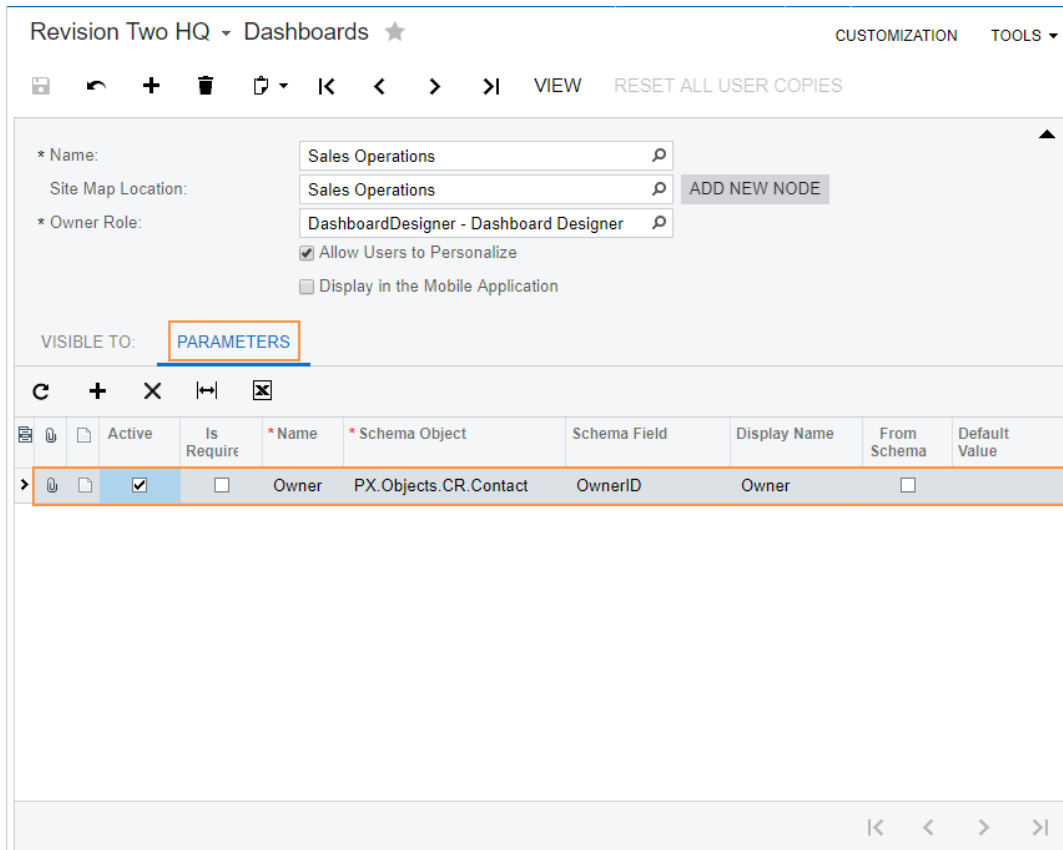 Revision Two HQ Dashboards
CUSTOMIZATION TOOLS
VIEW RESET ALL USER COPIES
* Name: Sales Operations
Site Map Location: Sales Operations ADD NEW NODE
* Owner Role: DashboardDesigner - Dashboard Designer
Allow Users to Personalize
Display in the Mobile Application
VISIBLE TO: PARAMETERS
Active Is Require * Name * Schema Object Schema Field Display Name From Schema Default Value
Owner PX.Objects.CR.Contact OwnerID Owner